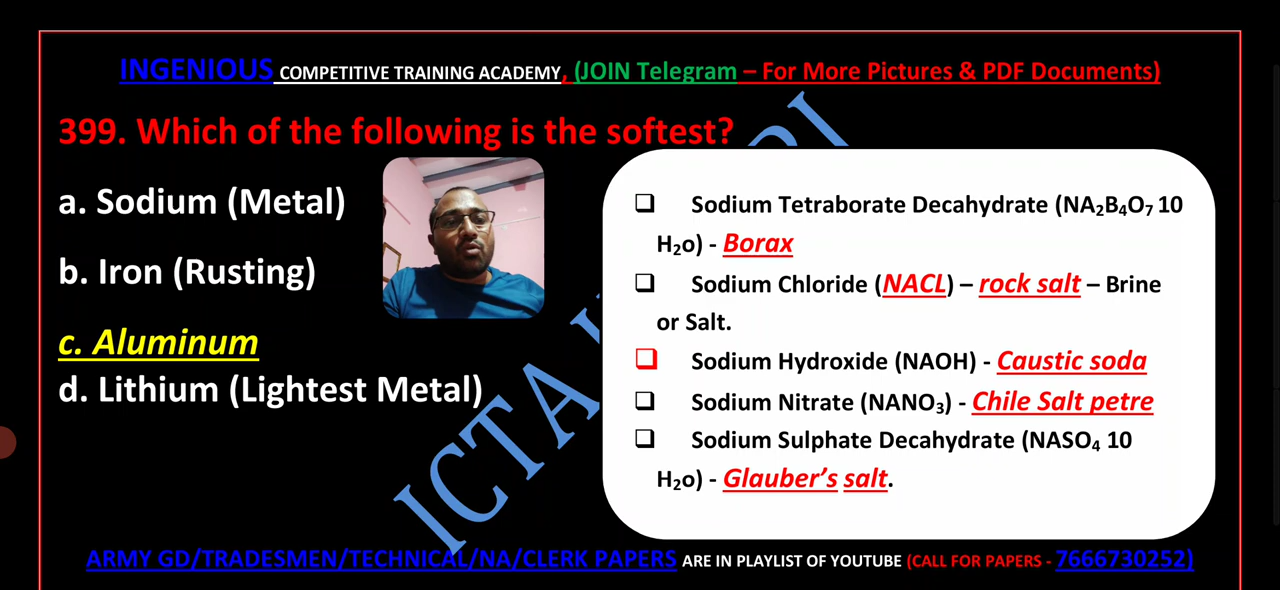 INGENIOUS COMPETITIVE TRAINING ACADEMY, (JOIN Telegram – For More Pictures & PDF Documents)
399. Which of the following is the softest?
a. Sodium (Metal)
b. Iron (Rusting)
c. Aluminum
d. Lithium (Lightest Metal)
❑ Sodium Tetraborate Decahydrate (NA₂B₄O₇ 10
H₂o) - Borax
❑ Sodium Chloride (NACL) – rock salt – Brine
or Salt.
❑ Sodium Hydroxide (NAOH) - Caustic soda
❑ Sodium Nitrate (NANO₃) - Chile Salt petre
❑ Sodium Sulphate Decahydrate (NASO₄ 10
H₂o) - Glauber’s salt.
ICTA
ARMY GD/TRADESMEN/TECHNICAL/NA/CLERK PAPERS ARE IN PLAYLIST OF YOUTUBE (CALL FOR PAPERS - 7666730252)